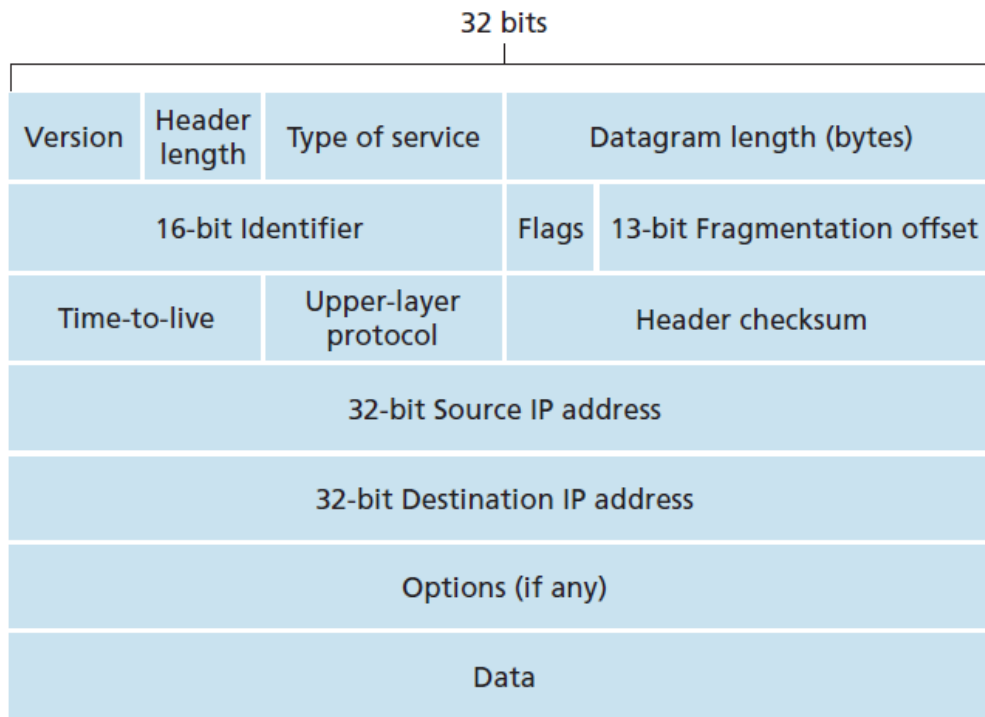 32 bits
Version
Header
length
Type of service
Datagram length (bytes)
16-bit Identifier
Flags
13-bit Fragmentation offset
Time-to-live
Upper-layer
protocol
Header checksum
32-bit Source IP address
32-bit Destination IP address
Options (if any)
Data